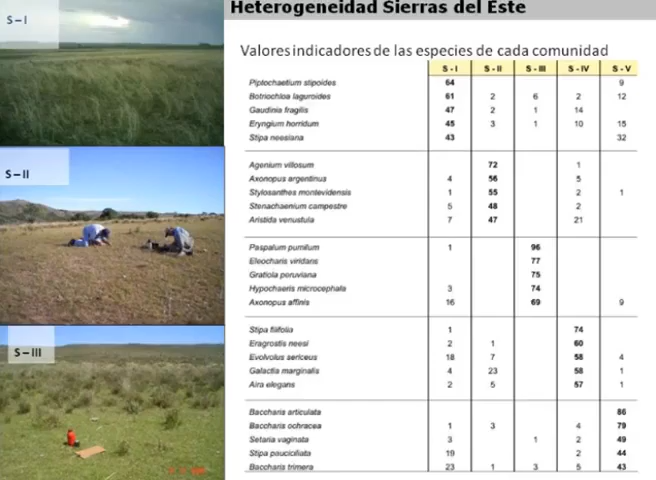 Heterogeneidad Sierras del Este
Valores indicadores de las especies de cada comunidad
S – I
S – II
S – III
S - I S - II S - III S - IV S - V
Piptochaetium stipoides 64 9
Botriochloa laguroides 61 2 6 2 12
Gaudinia fragilis 47 2 1 14
Eryngium horridum 45 3 1 10 15
Stipa neesiana 43 32
Agenium villosum 72 1
Axonopus argentinus 4 56 5
Stylosanthes montevidensis 1 55 2 1
Stenachaenium campestre 5 48 2
Aristida venustula 7 47 21
Paspalum pumilum 1 96
Eleocharis viridans 77
Gratiola peruviana 75
Hypochaeris microcephala 3 74
Axonopus affinis 16 69 9
Stipa filifolia 1 74
Eragrostis neesi 2 1 60
Evolvulus sericeus 18 7 58 4
Galactia marginalis 4 23 58 1
Aira elegans 2 5 57 1
Baccharis articulata 86
Baccharis ochracea 1 3 4 79
Setaria vaginata 3 1 2 49
Stipa pauciciliata 19 2 44
Baccharis trimera 23 1 3 5 43